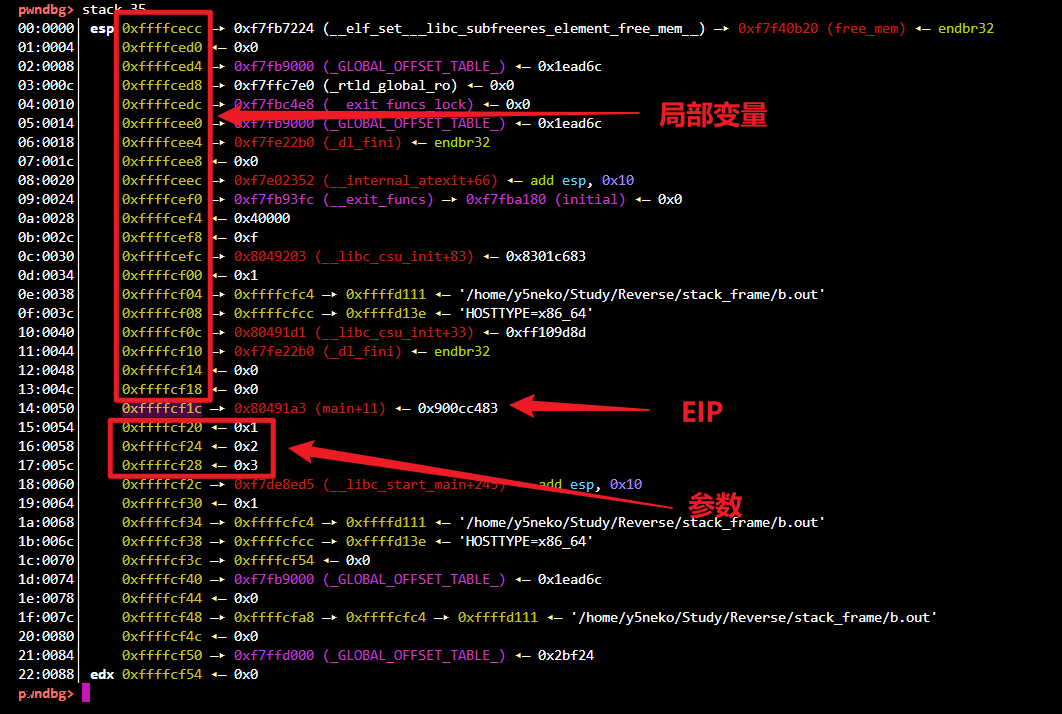 pwndbg> stack 35
00:0000│ esp 0xffffcecc —▸ 0xf7fb7224 (__elf_set___libc_subfreeres_element_free_mem__) —▸ 0xf7f40b20 (free_mem) ◂— endbr32
01:0004│ 0xffffced0 ◂— 0x0
02:0008│ 0xffffced4 —▸ 0xf7fb9000 (_GLOBAL_OFFSET_TABLE_) ◂— 0x1ead6c
03:000c│ 0xffffced8 —▸ 0xf7ffc7e0 (_rtld_global_ro) ◂— 0x0
04:0010│ 0xffffcedc —▸ 0xf7fbc4e8 (__exit_funcs_lock) ◂— 0x0
局部变量
05:0014│ 0xffffcee0 —▸ 0xf7fb9000 (_GLOBAL_OFFSET_TABLE_) ◂— 0x1ead6c
06:0018│ 0xffffcee4 —▸ 0xf7fe22b0 (_dl_fini) ◂— endbr32
07:001c│ 0xffffcee8 ◂— 0x0
08:0020│ 0xffffceec —▸ 0xf7e02352 (__internal_atexit+66) ◂— add esp, 0x10
09:0024│ 0xffffcef0 —▸ 0xf7fb93fc (__exit_funcs) —▸ 0xf7fba180 (initial) ◂— 0x0
0a:0028│ 0xffffcef4 ◂— 0x40000
0b:002c│ 0xffffcef8 ◂— 0xf
0c:0030│ 0xffffcefc —▸ 0x8049203 (__libc_csu_init+83) ◂— 0x8301c683
0d:0034│ 0xffffcf00 ◂— 0x1
0e:0038│ 0xffffcf04 —▸ 0xffffcfc4 —▸ 0xffffd111 ◂— '/home/y5neko/Study/Reverse/stack_frame/b.out'
0f:003c│ 0xffffcf08 —▸ 0xffffcfcc —▸ 0xffffd13e ◂— 'HOSTTYPE=x86_64'
10:0040│ 0xffffcf0c —▸ 0x80491d1 (__libc_csu_init+33) ◂— 0xff109d8d
11:0044│ 0xffffcf10 —▸ 0xf7fe22b0 (_dl_fini) ◂— endbr32
12:0048│ 0xffffcf14 ◂— 0x0
13:004c│ 0xffffcf18 ◂— 0x0
14:0050│ 0xffffcf1c —▸ 0x80491a3 (main+11) ◂— 0x900cc483
EIP
15:0054│ 0xffffcf20 ◂— 0x1
16:0058│ 0xffffcf24 ◂— 0x2
17:005c│ 0xffffcf28 ◂— 0x3
18:0060│ 0xffffcf2c —▸ 0xf7de8ed5 (__libc_start_main+245) ◂— add esp, 0x10
19:0064│ 0xffffcf30 ◂— 0x1
参数
1a:0068│ 0xffffcf34 —▸ 0xffffcfc4 —▸ 0xffffd111 ◂— '/home/y5neko/Study/Reverse/stack_frame/b.out'
1b:006c│ 0xffffcf38 —▸ 0xffffcfcc —▸ 0xffffd13e ◂— 'HOSTTYPE=x86_64'
1c:0070│ 0xffffcf3c —▸ 0xffffcf54 ◂— 0x0
1d:0074│ 0xffffcf40 —▸ 0xf7fb9000 (_GLOBAL_OFFSET_TABLE_) ◂— 0x1ead6c
1e:0078│ 0xffffcf44 ◂— 0x0
1f:007c│ 0xffffcf48 —▸ 0xffffcfa8 —▸ 0xffffcfc4 —▸ 0xffffd111 ◂— '/home/y5neko/Study/Reverse/stack_frame/b.out'
20:0080│ 0xffffcf4c ◂— 0x0
21:0084│ 0xffffcf50 —▸ 0xf7ffd000 (_GLOBAL_OFFSET_TABLE_) ◂— 0x2bf24
22:0088│ edx 0xffffcf54 ◂— 0x0
pwndbg>